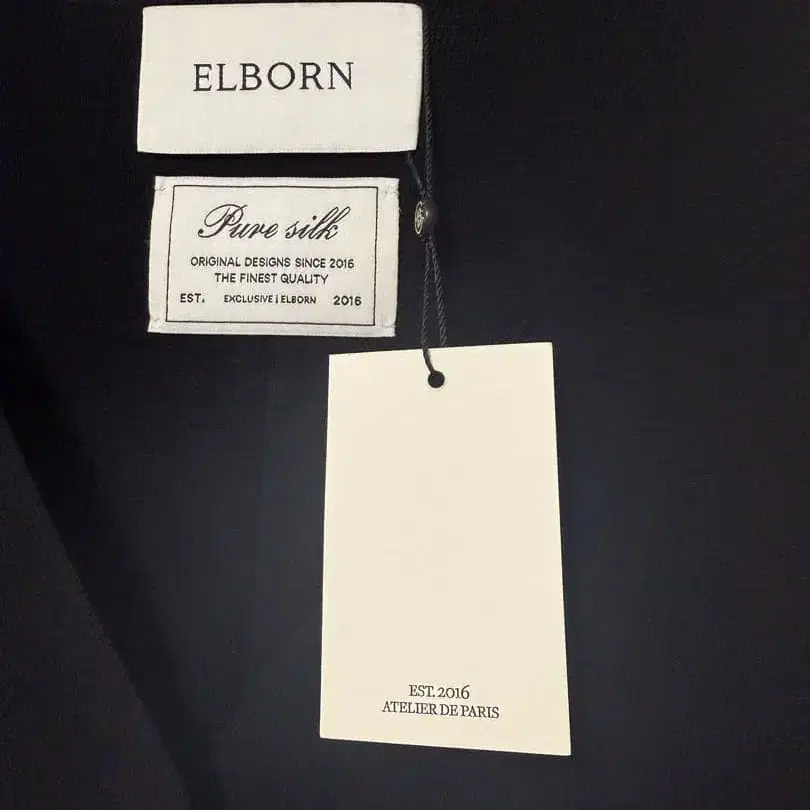 ELBORN
Pure silk
ORIGINAL DESIGNS SINCE 2016
THE FINEST QUALITY
EST. EXCLUSIVE | ELBORN 2016
EST. 2016
ATELIER DE PARIS